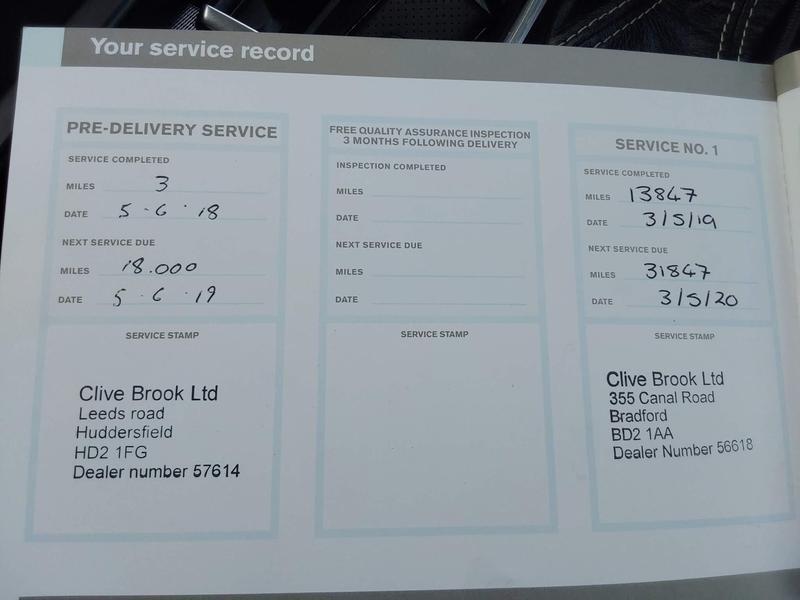 Your service record
PRE-DELIVERY SERVICE
SERVICE COMPLETED
MILES 3
DATE 5-6-18
NEXT SERVICE DUE
MILES 18.000
DATE 5-6-19
SERVICE STAMP
Clive Brook Ltd
Leeds road
Huddersfield
HD2 1FG
Dealer number 57614
FREE QUALITY ASSURANCE INSPECTION
3 MONTHS FOLLOWING DELIVERY
INSPECTION COMPLETED
MILES
DATE
NEXT SERVICE DUE
MILES
DATE
SERVICE STAMP
SERVICE NO. 1
SERVICE COMPLETED
MILES 13847
DATE 3/5/19
NEXT SERVICE DUE
MILES 31847
DATE 3/5/20
SERVICE STAMP
Clive Brook Ltd
355 Canal Road
Bradford
BD2 1AA
Dealer Number 56618